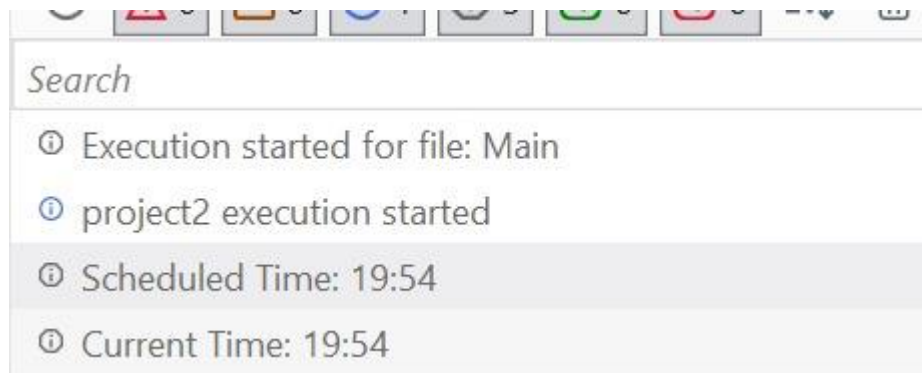 Search
Execution started for file: Main
project2 execution started
Scheduled Time: 19:54
Current Time: 19:54